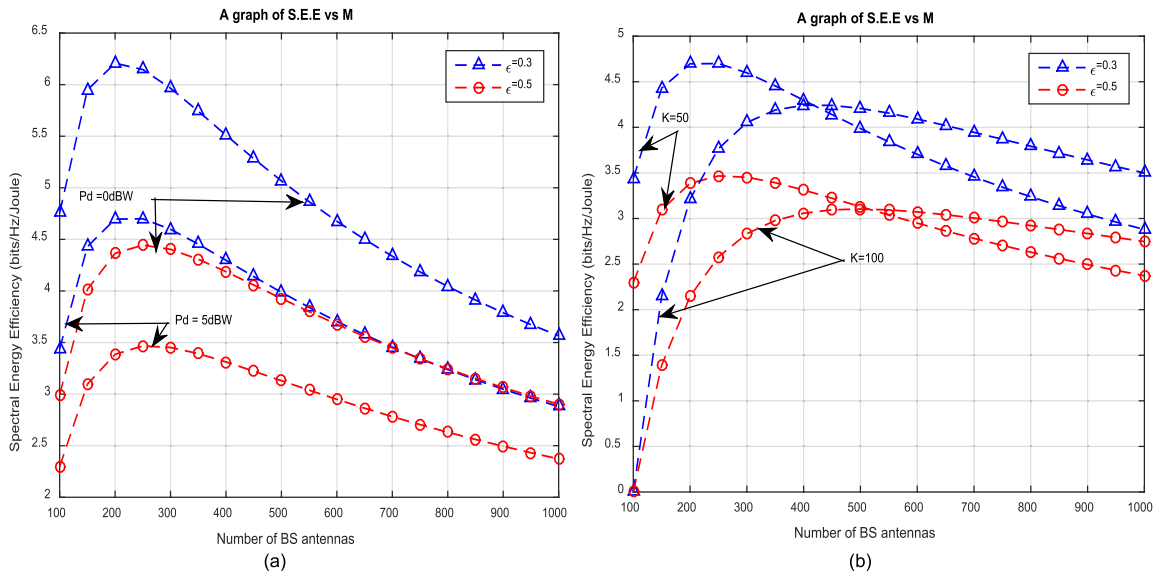 A graph of S.E.E vs M
6.5
6
5.5
5
4.5
4
3.5
3
2.5
2
Spectral Energy Efficiency (bits/Hz/Joule)
ϵ=0.3
ϵ=0.5
Pd =0dBW
Pd = 5dBW
100 200 300 400 500 600 700 800 900 1000
Number of BS antennas
(a)
A graph of S.E.E vs M
5
4.5
4
3.5
3
2.5
2
1.5
1
0.5
0
Spectral Energy Efficiency (bits/Hz/Joule)
ϵ=0.3
ϵ=0.5
K=50
K=100
100 200 300 400 500 600 700 800 900 1000
Number of BS antennas
(b)